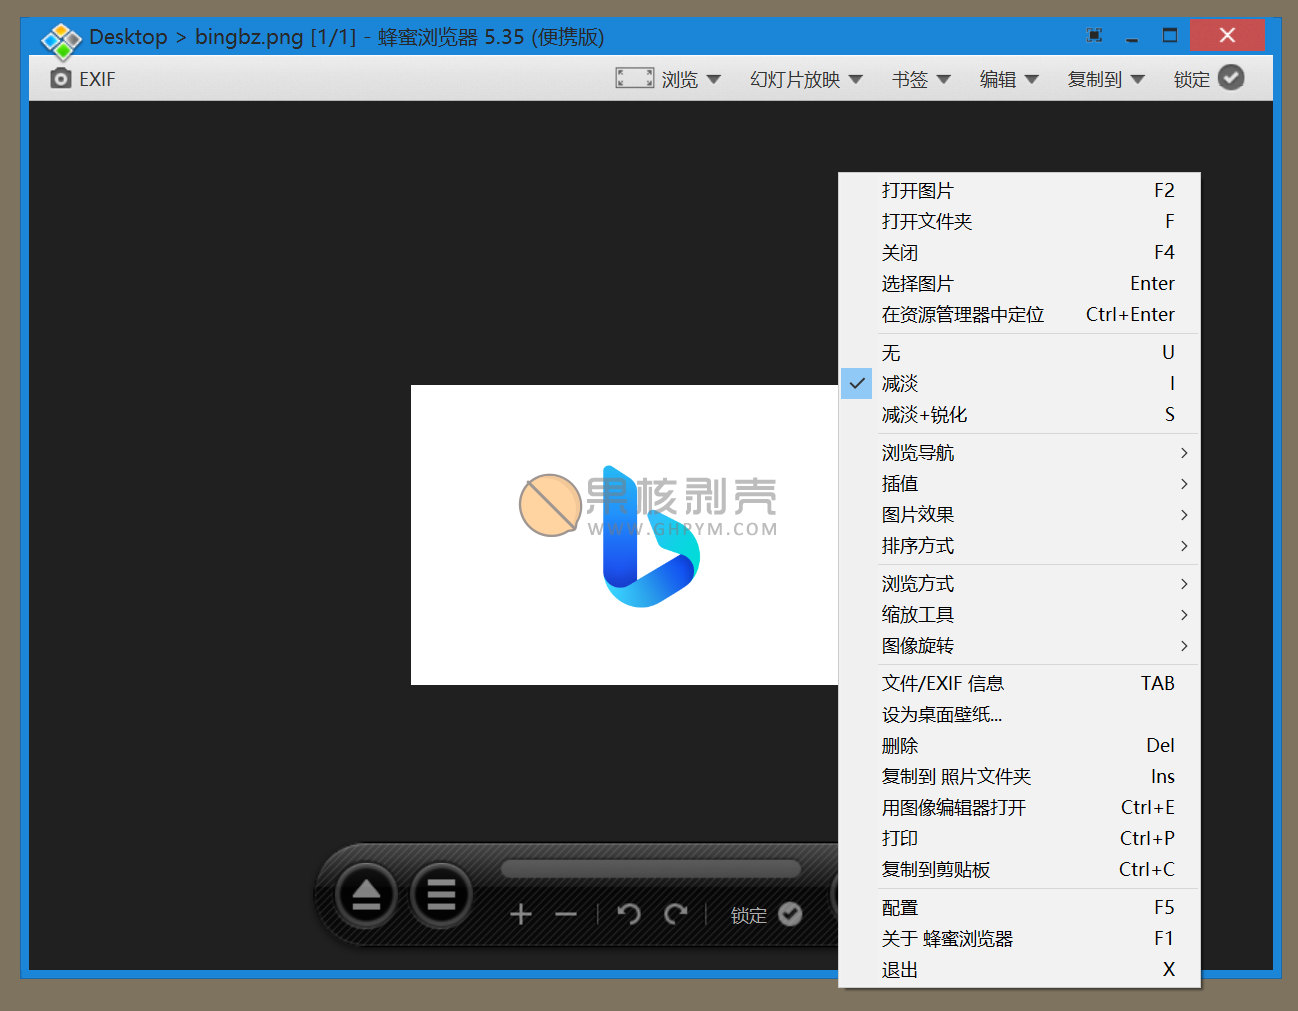 Desktop > bingbz.png [1/1] - 蜂蜜浏览器 5.35 (便携版)
EXIF 浏览 幻灯片放映 书签 编辑 复制到 锁定
打开图片 F2
打开文件夹 F
关闭 F4
选择图片 Enter
在资源管理器中定位 Ctrl+Enter
无 U
减淡 I
减淡+锐化 S
浏览导航
插值
图片效果
排序方式
浏览方式
缩放工具
图像旋转
文件/EXIF 信息 TAB
设为桌面壁纸...
删除 Del
复制到 照片文件夹 Ins
用图像编辑器打开 Ctrl+E
打印 Ctrl+P
复制到剪贴板 Ctrl+C
配置 F5
关于 蜂蜜浏览器 F1
退出 X
果核剥壳
WWW.GHPYM.COM
锁定